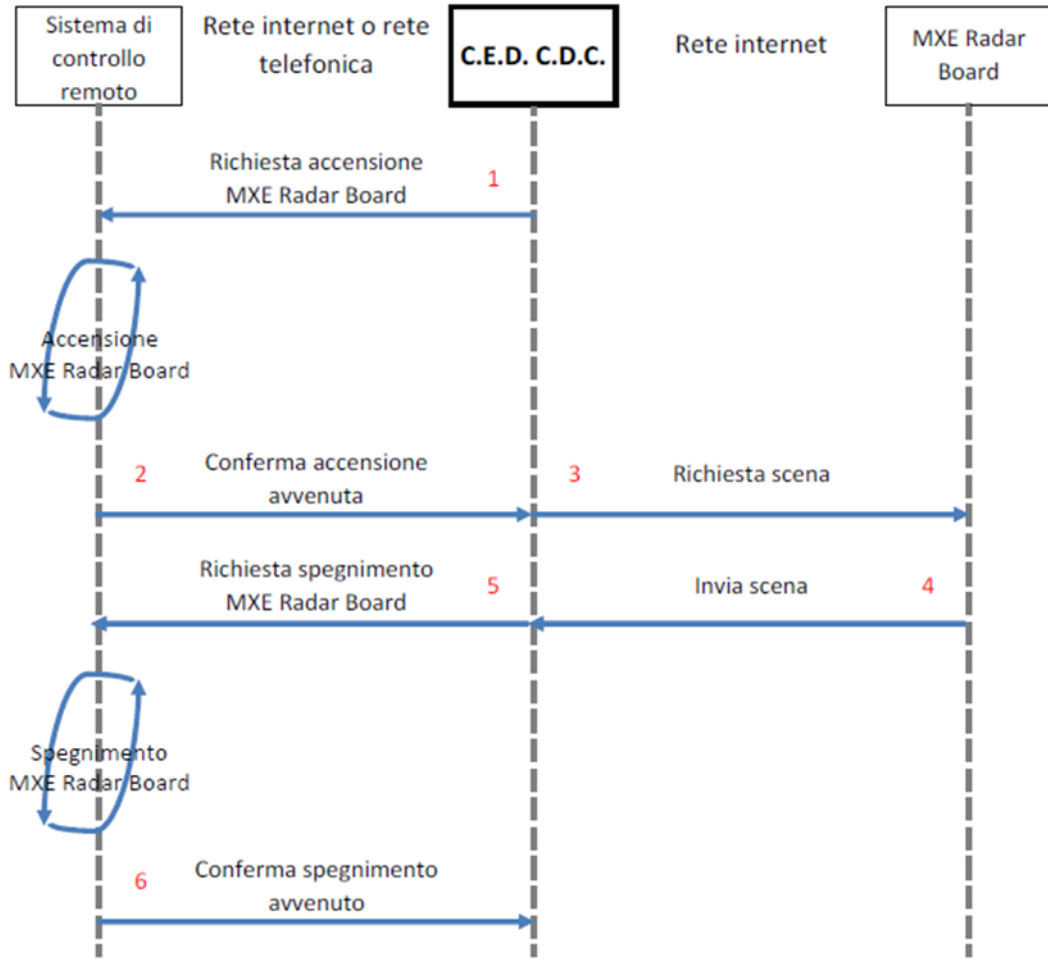 Sistema di
controllo
remoto
Rete internet o rete
telefonica
C.E.D. C.D.C.
Rete internet
MXE Radar
Board
Richiesta accensione
MXE Radar Board
1
Accensione
MXE Radar Board
2
Conferma accensione
avvenuta
3
Richiesta scena
Richiesta spegnimento
MXE Radar Board
5
Invia scena
4
Spegnimento
MXE Radar Board
6
Conferma spegnimento
avvenuto